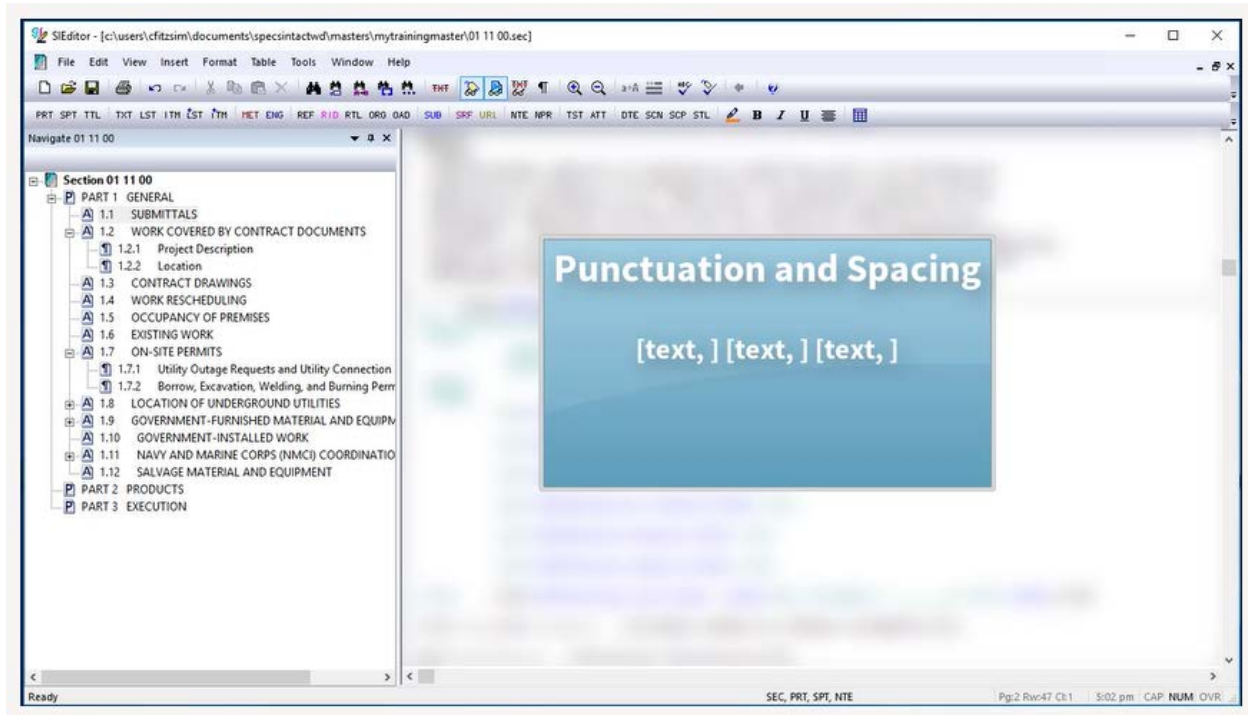 SIEditor - [c:\users\cfitzsim\documents\specsintactwd\masters\mytrainingmaster\01 11 00.sec]
File Edit View Insert Format Table Tools Window Help
PRT SPT TTL TXT LST ITM LST ITM MET ENG REF RID RTL ORG OAD SUB SRF URL NTE NPR TST ATT DTE SCN SCP STL B I U
Navigate 01 11 00
Section 01 11 00
PART 1 GENERAL
1.1 SUBMITTALS
1.2 WORK COVERED BY CONTRACT DOCUMENTS
1.2.1 Project Description
1.2.2 Location
1.3 CONTRACT DRAWINGS
1.4 WORK RESCHEDULING
1.5 OCCUPANCY OF PREMISES
1.6 EXISTING WORK
1.7 ON-SITE PERMITS
1.7.1 Utility Outage Requests and Utility Connection
1.7.2 Borrow, Excavation, Welding, and Burning Perm
1.8 LOCATION OF UNDERGROUND UTILITIES
1.9 GOVERNMENT-FURNISHED MATERIAL AND EQUIPM
1.10 GOVERNMENT-INSTALLED WORK
1.11 NAVY AND MARINE CORPS (NMCI) COORDINATIO
1.12 SALVAGE MATERIAL AND EQUIPMENT
PART 2 PRODUCTS
PART 3 EXECUTION
Punctuation and Spacing
[text, ] [text, ] [text, ]
Ready SEC, PRT, SPT, NTE Pg:2 Rw:47 Cl:1 5:02 pm CAP NUM OVR